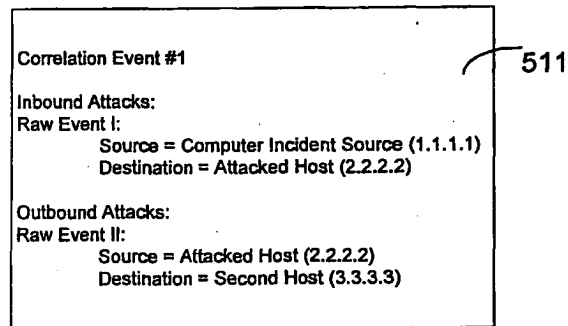 Correlation Event #1
511
Inbound Attacks:
Raw Event I:
Source = Computer Incident Source (1.1.1.1)
Destination = Attacked Host (2.2.2.2)
Outbound Attacks:
Raw Event II:
Source = Attacked Host (2.2.2.2)
Destination = Second Host (3.3.3.3)